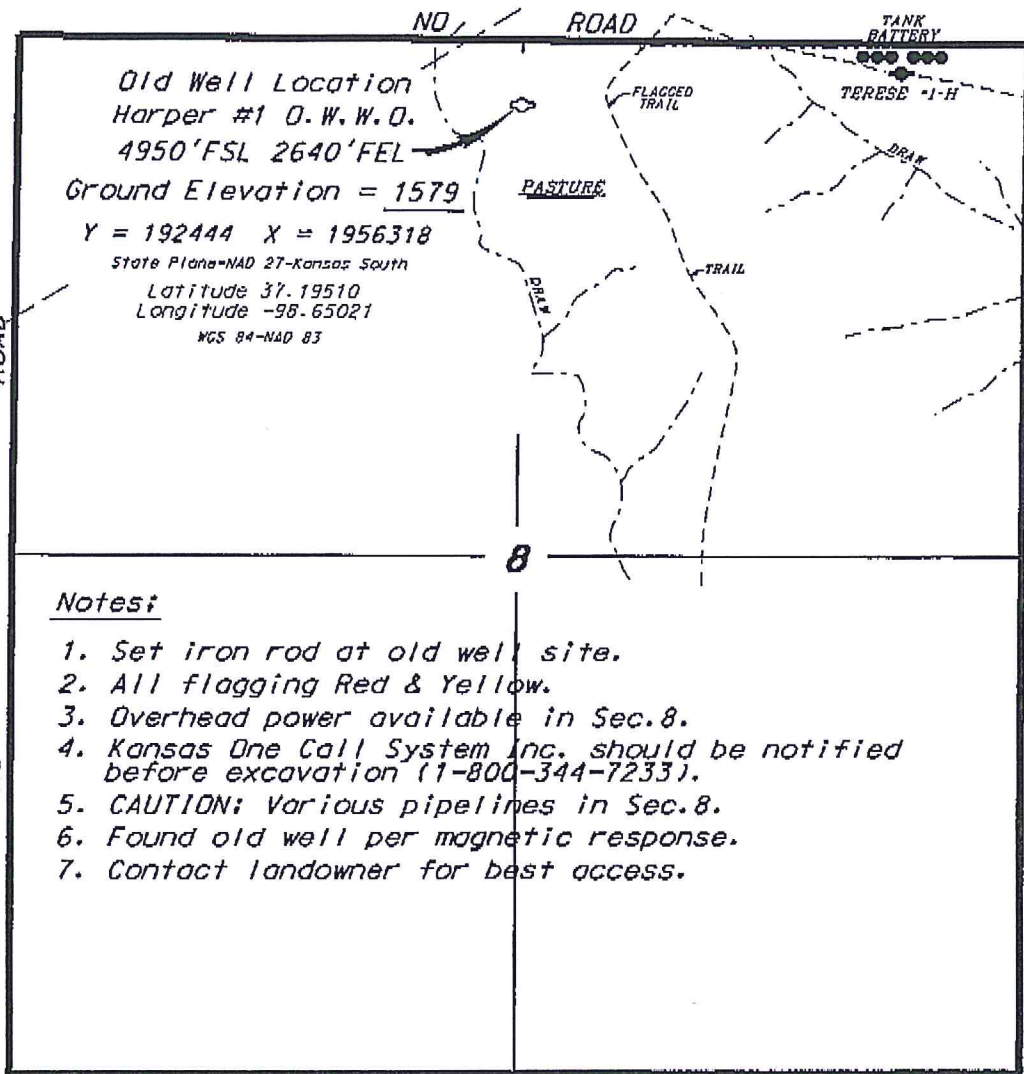 NO ROAD
TANK
BATTERY
TERESE #1-H
Old Well Location
Harper #1 O.W.W.O.
4950'FSL 2640'FEL
Ground Elevation = 1579
Y = 192444 X = 1956318
State Plane-NAD 27-Kansas South
Latitude 37.19510
Longitude -98.65021
WGS 84-NAD 83
FLAGGED
TRAIL
PASTURE
DRAW
TRAIL
DRAW
8
Notes:
1. Set iron rod at old well site.
2. All flagging Red & Yellow.
3. Overhead power available in Sec.8.
4. Kansas One Call System Inc. should be notified
before excavation (1-800-344-7233).
5. CAUTION: Various pipelines in Sec.8.
6. Found old well per magnetic response.
7. Contact landowner for best access.